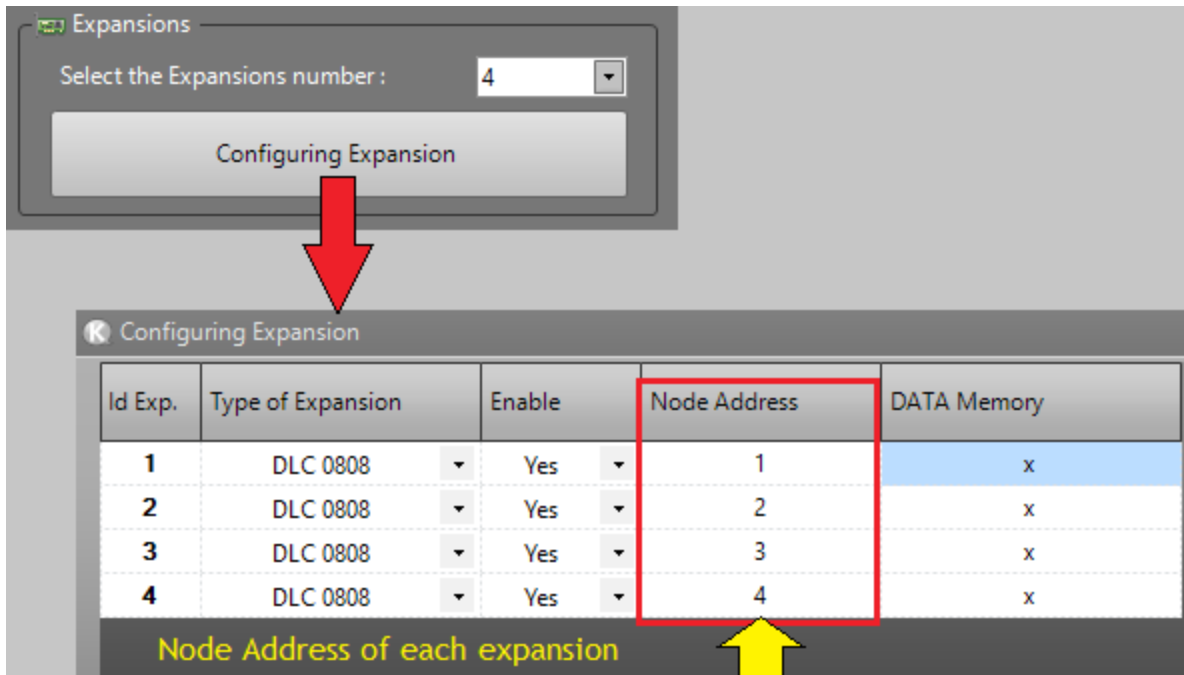 Expansions
Select the Expansions number : 4
Configuring Expansion
K Configuring Expansion
Id Exp. Type of Expansion Enable Node Address DATA Memory
1 DLC 0808 Yes 1 x
2 DLC 0808 Yes 2 x
3 DLC 0808 Yes 3 x
4 DLC 0808 Yes 4 x
Node Address of each expansion